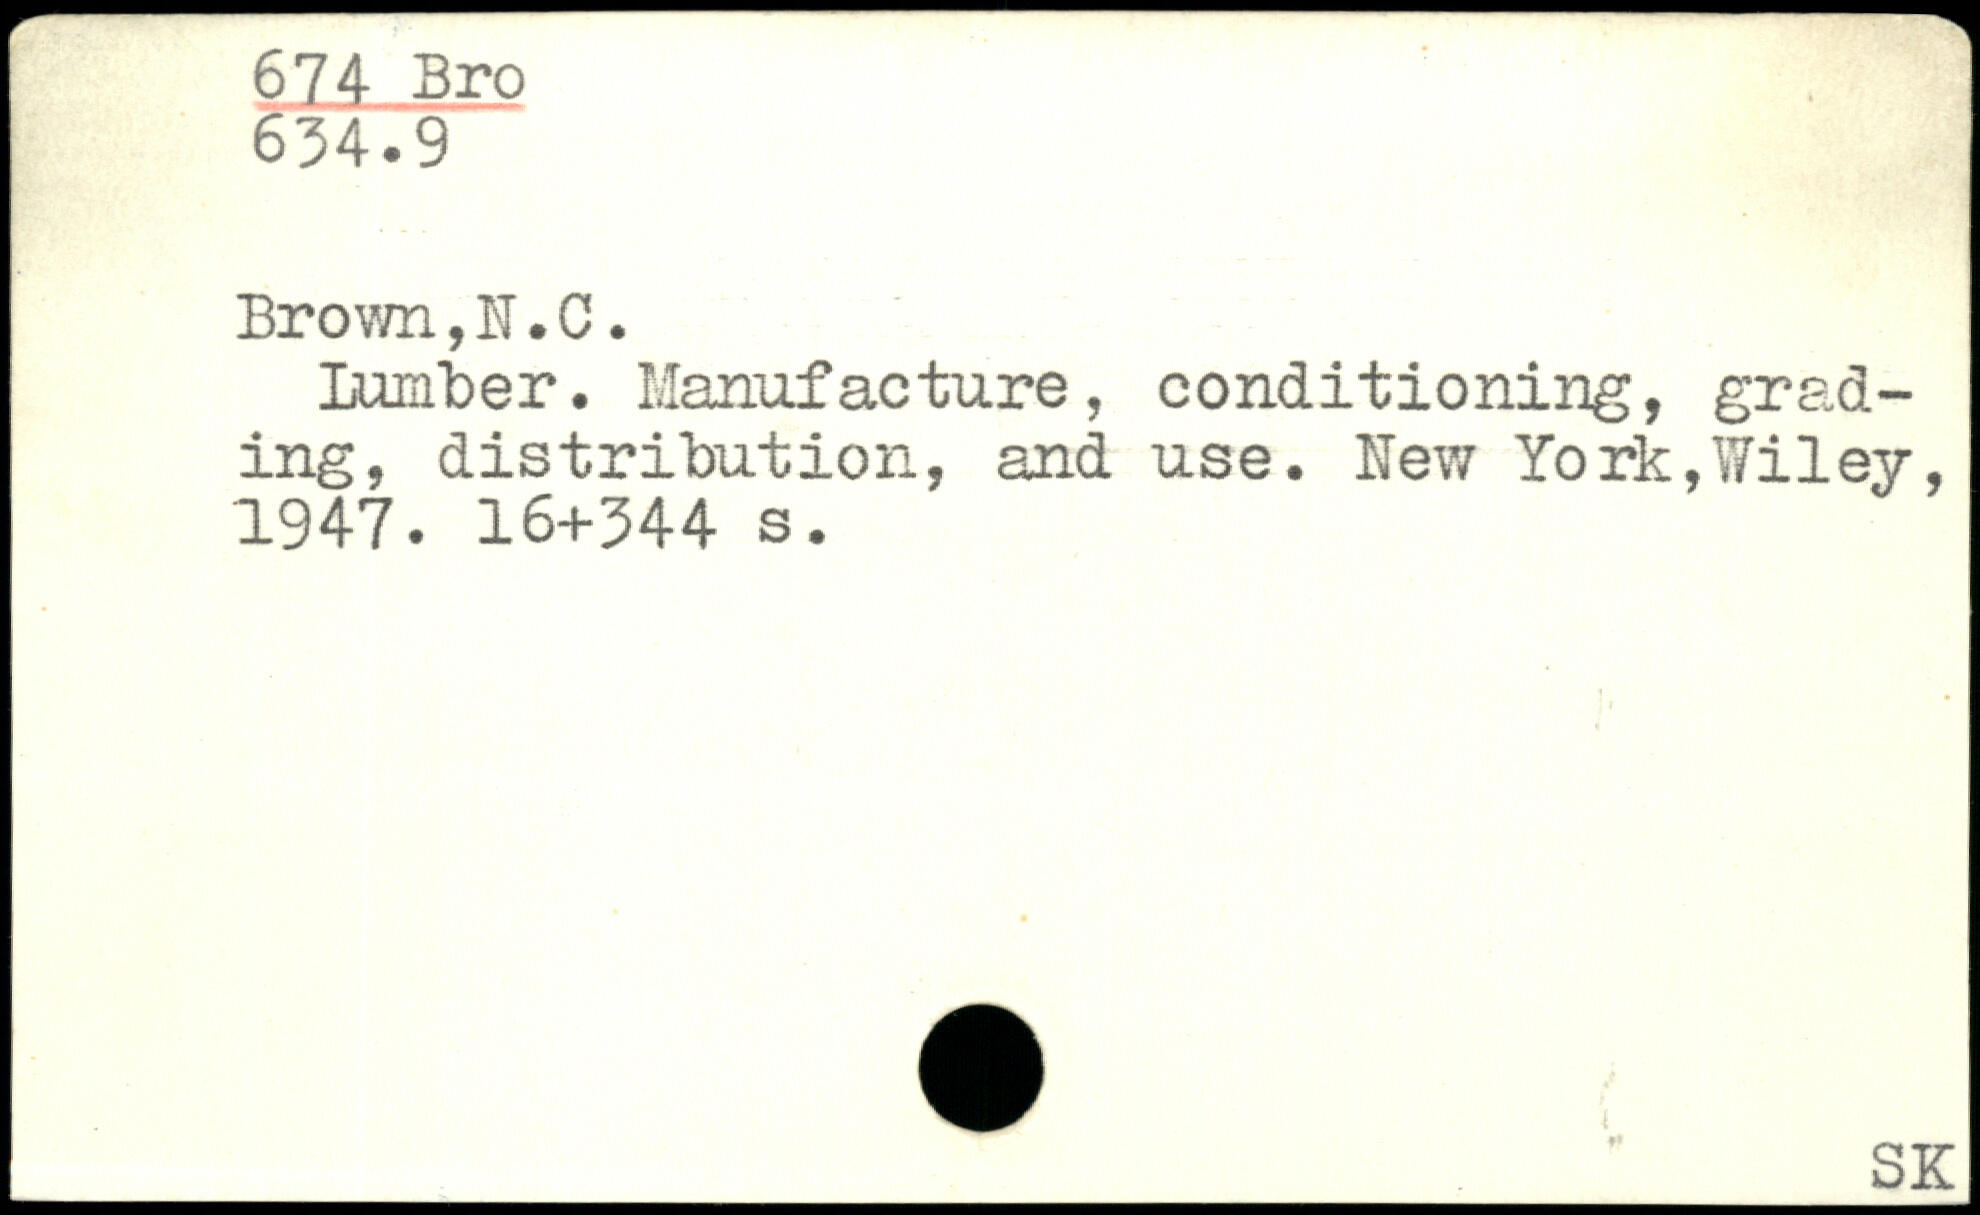 674 Bro
634.9
Brown,N.C.
Lumber. Manufacture, conditioning, grad-
ing, distribution, and use. New York,Wiley,
1947. 16+344 s.
SK